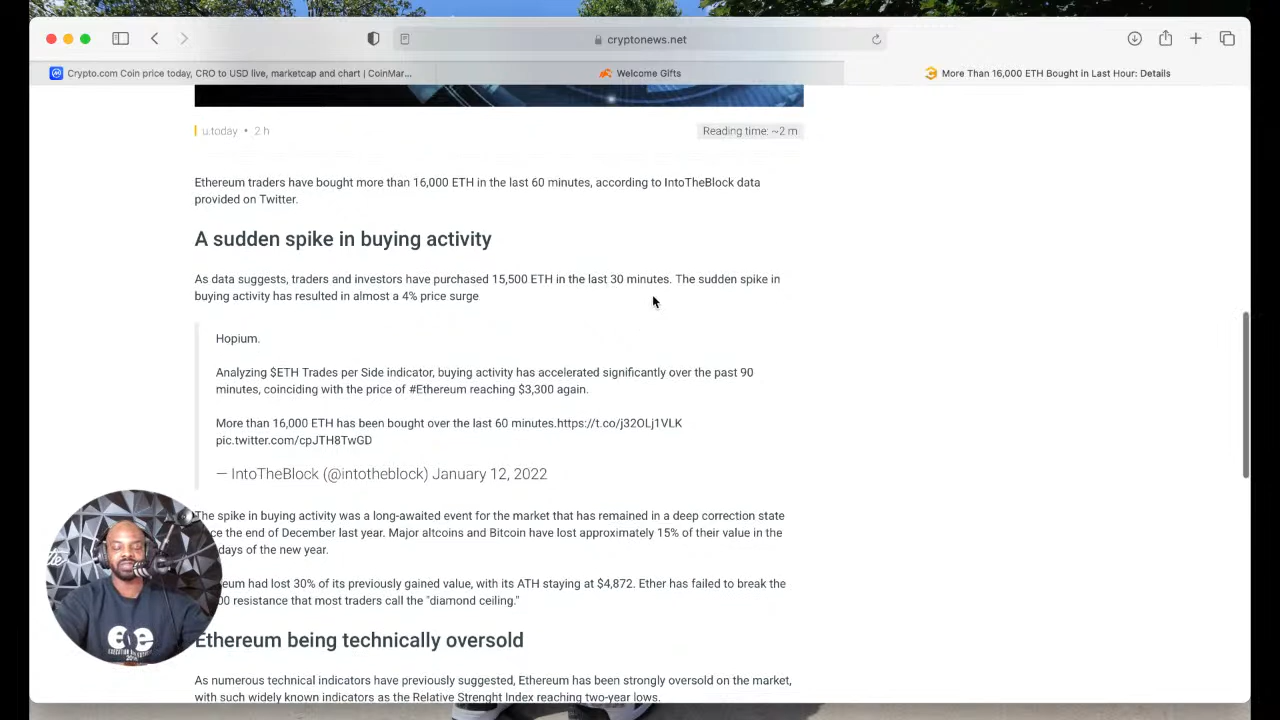 cryptonews.net
Crypto.com Coin price today, CRO to USD live, marketcap and chart | CoinMar...
Welcome Gifts
More Than 16,000 ETH Bought in Last Hour: Details
u.today • 2 h
Reading time: ~2 m
Ethereum traders have bought more than 16,000 ETH in the last 60 minutes, according to IntoTheBlock data
provided on Twitter.
A sudden spike in buying activity
As data suggests, traders and investors have purchased 15,500 ETH in the last 30 minutes. The sudden spike in
buying activity has resulted in almost a 4% price surge
Hopium.
Analyzing $ETH Trades per Side indicator, buying activity has accelerated significantly over the past 90
minutes, coinciding with the price of #Ethereum reaching $3,300 again.
More than 16,000 ETH has been bought over the last 60 minutes.https://t.co/j32OLj1VLK
pic.twitter.com/cpJTH8TwGD
— IntoTheBlock (@intotheblock) January 12, 2022
The spike in buying activity was a long-awaited event for the market that has remained in a deep correction state
the end of December last year. Major altcoins and Bitcoin have lost approximately 15% of their value in the
days of the new year.
had lost 30% of its previously gained value, with its ATH staying at $4,872. Ether has failed to break the
resistance that most traders call the "diamond ceiling."
Ethereum being technically oversold
As numerous technical indicators have previously suggested, Ethereum has been strongly oversold on the market,
with such widely known indicators as the Relative Strenght Index reaching two-year lows.